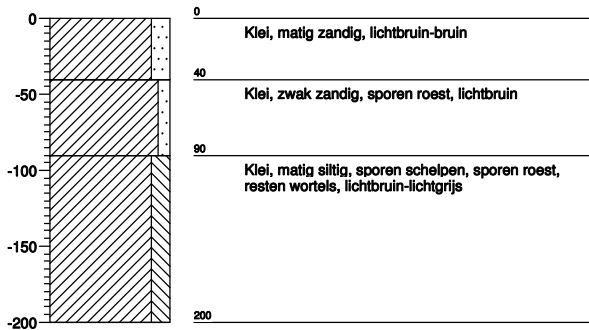 0
-50
-100
-150
-200
0
Klei, matig zandig, lichtbruin-bruin
40
Klei, zwak zandig, sporen roest, lichtbruin
90
Klei, matig siltig, sporen schelpen, sporen roest,
resten wortels, lichtbruin-lichtgrijs
200